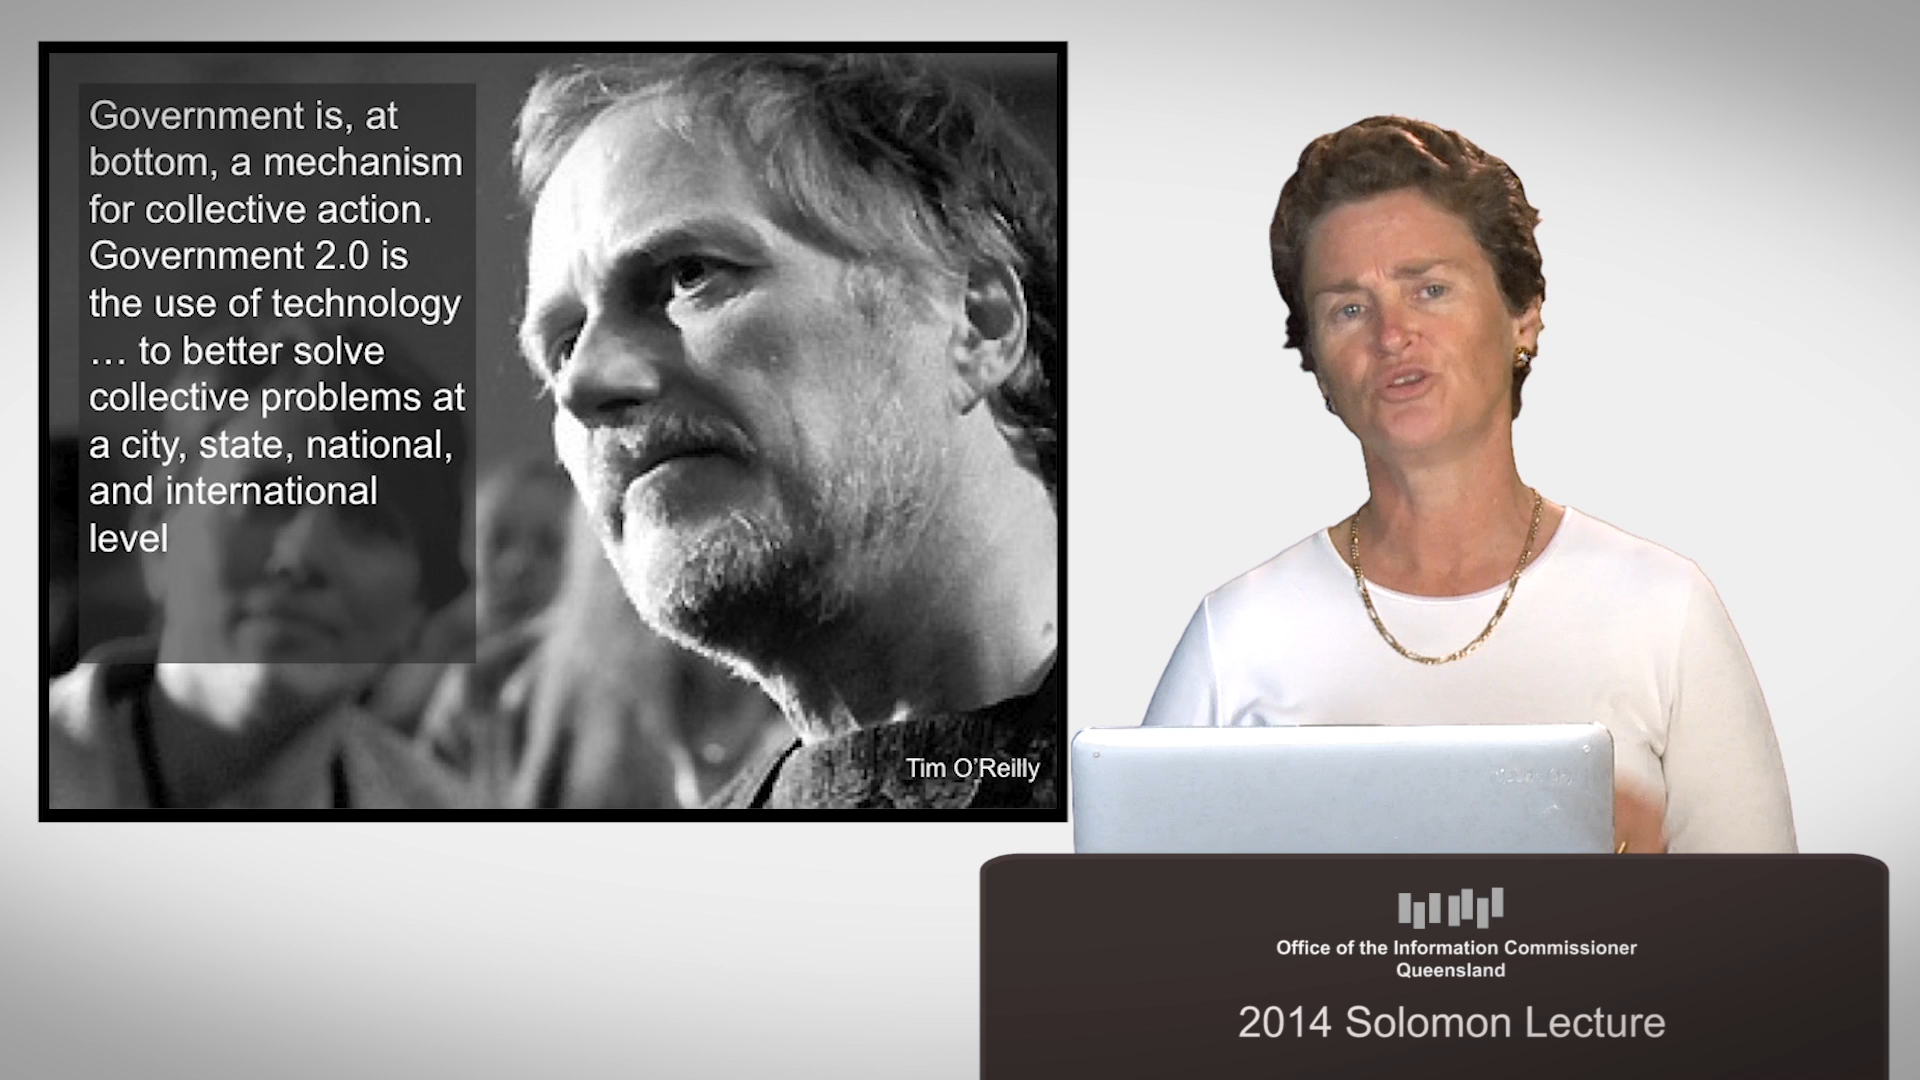 Government is, at
bottom, a mechanism
for collective action.
Government 2.0 is
the use of technology
… to better solve
collective problems at
a city, state, national,
and international
level
Tim O’Reilly
Office of the Information Commissioner
Queensland
2014 Solomon Lecture